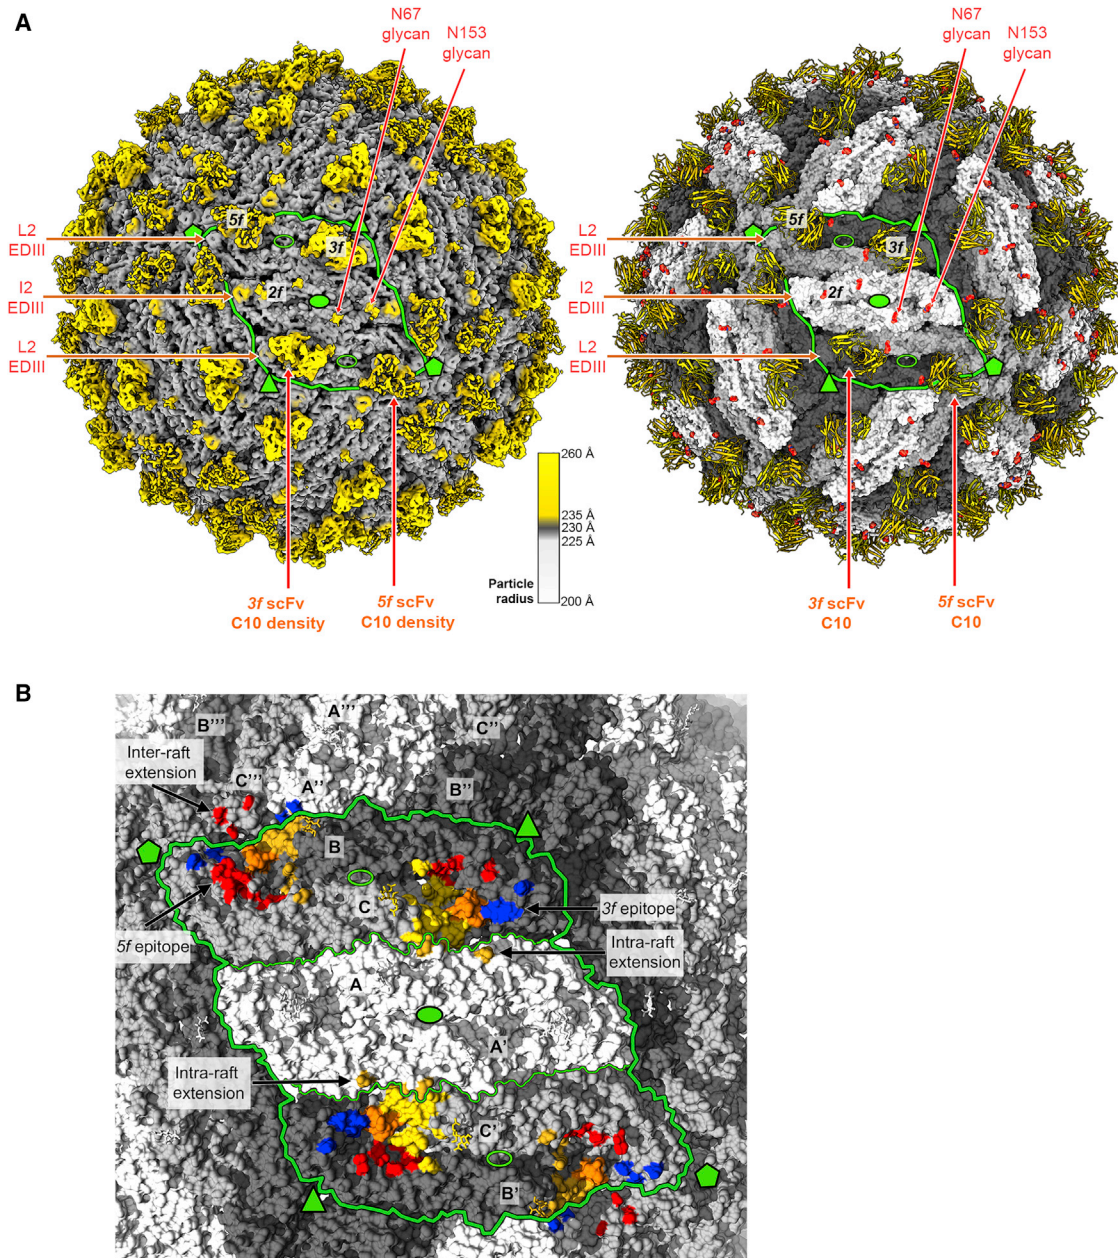 A
N67
glycan
N153
glycan
N67
glycan
N153
glycan
5f
3f
2f
L2
EDIII
I2
EDIII
L2
EDIII
5f
3f
2f
L2
EDIII
I2
EDIII
L2
EDIII
260 Å
235 Å
230 Å
225 Å
200 Å
Particle
radius
3f scFv
C10 density
5f scFv
C10 density
3f scFv
C10
5f scFv
C10
B
A'''
B'''
C''
Inter-raft
extension
C'''
A''
B''
B
C
3f epitope
5f epitope
Intra-raft
extension
A
A'
Intra-raft
extension
C'
B'